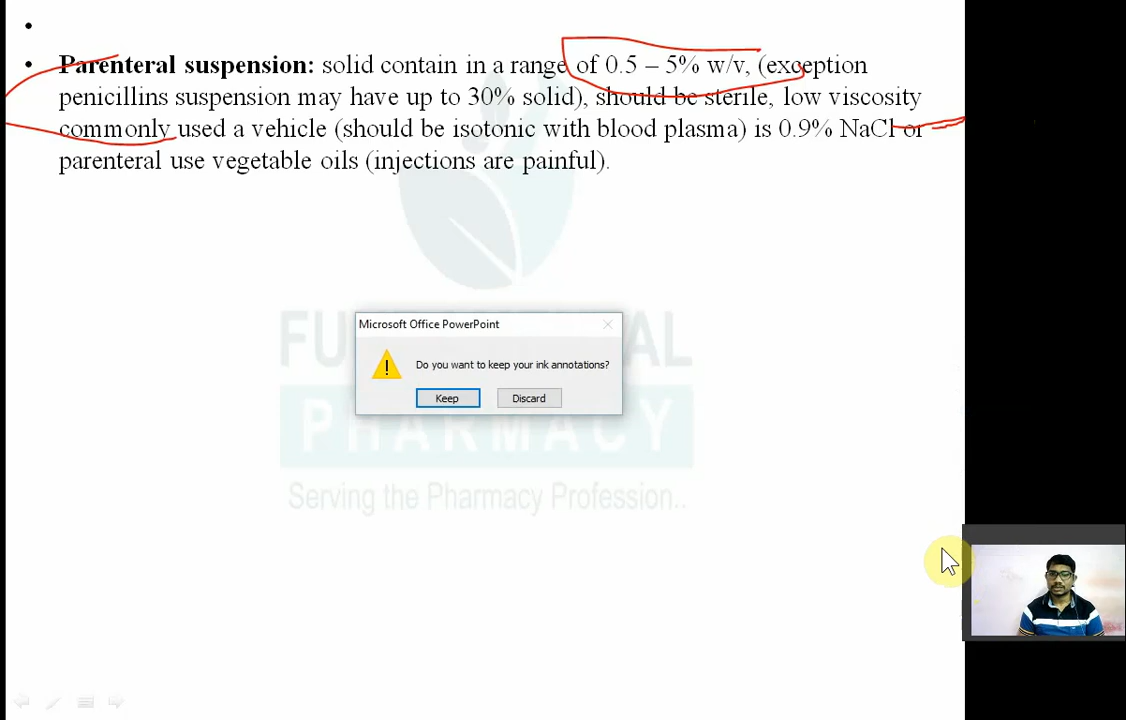 •
• Parenteral suspension: solid contain in a range of 0.5 – 5% w/v, (exception
penicillins suspension may have up to 30% solid), should be sterile, low viscosity
commonly used a vehicle (should be isotonic with blood plasma) is 0.9% NaCl or
parenteral use vegetable oils (injections are painful).
Microsoft Office PowerPoint
Do you want to keep your ink annotations?
Keep Discard
PHARMACY
Serving the Pharmacy Profession..